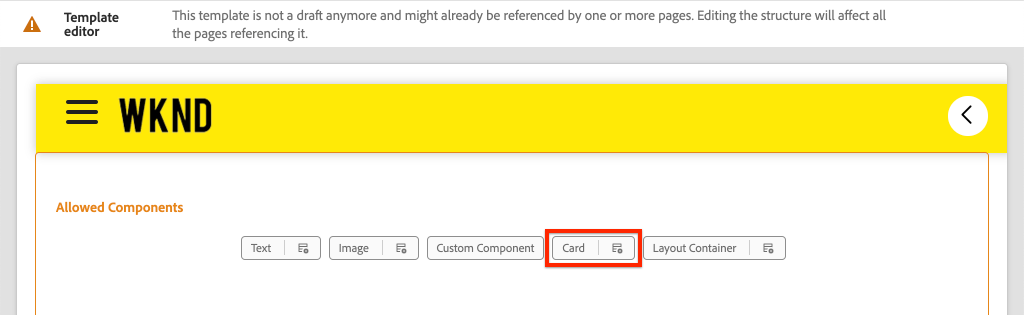 Template
editor
This template is not a draft anymore and might already be referenced by one or more pages. Editing the structure will affect all
the pages referencing it.
WKND
Allowed Components
Text
Image
Custom Component
Card
Layout Container